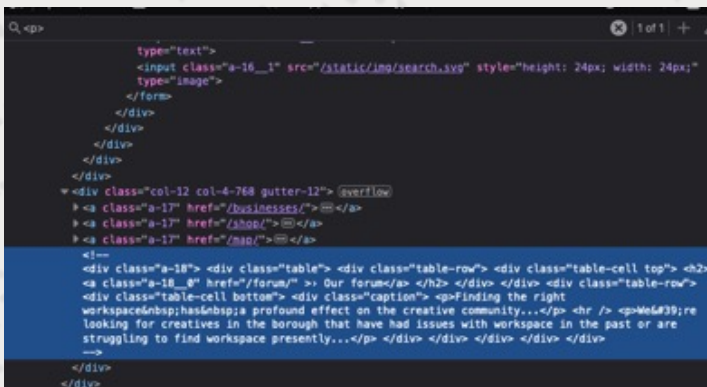 <p>
1 of 1
type="text">
<input class="a-16__1" src="/static/img/search.svg" style="height: 24px; width: 24px;"
type="image">
</form>
</div>
</div>
</div>
</div>
</div>
<div class="col-12 col-4-768 gutter-12"> overflow
<a class="a-17" href="/businesses/"></a>
<a class="a-17" href="/shop/"></a>
<a class="a-17" href="/map/"></a>
<!--
<div class="a-18"> <div class="table"> <div class="table-row"> <div class="table-cell top"> <h2>
<a class="a-18__0" href="/forum/" >› Our forum</a> </h2> </div> </div> <div class="table-row">
<div class="table-cell bottom"> <div class="caption"> <p>Finding the right
workspace&nbsp;has&nbsp;a profound effect on the creative community...</p> <hr /> <p>We&#39;re
looking for creatives in the borough that have had issues with workspace in the past or are
struggling to find workspace presently...</p> </div> </div> </div> </div> </div>
-->
</div>
</div>